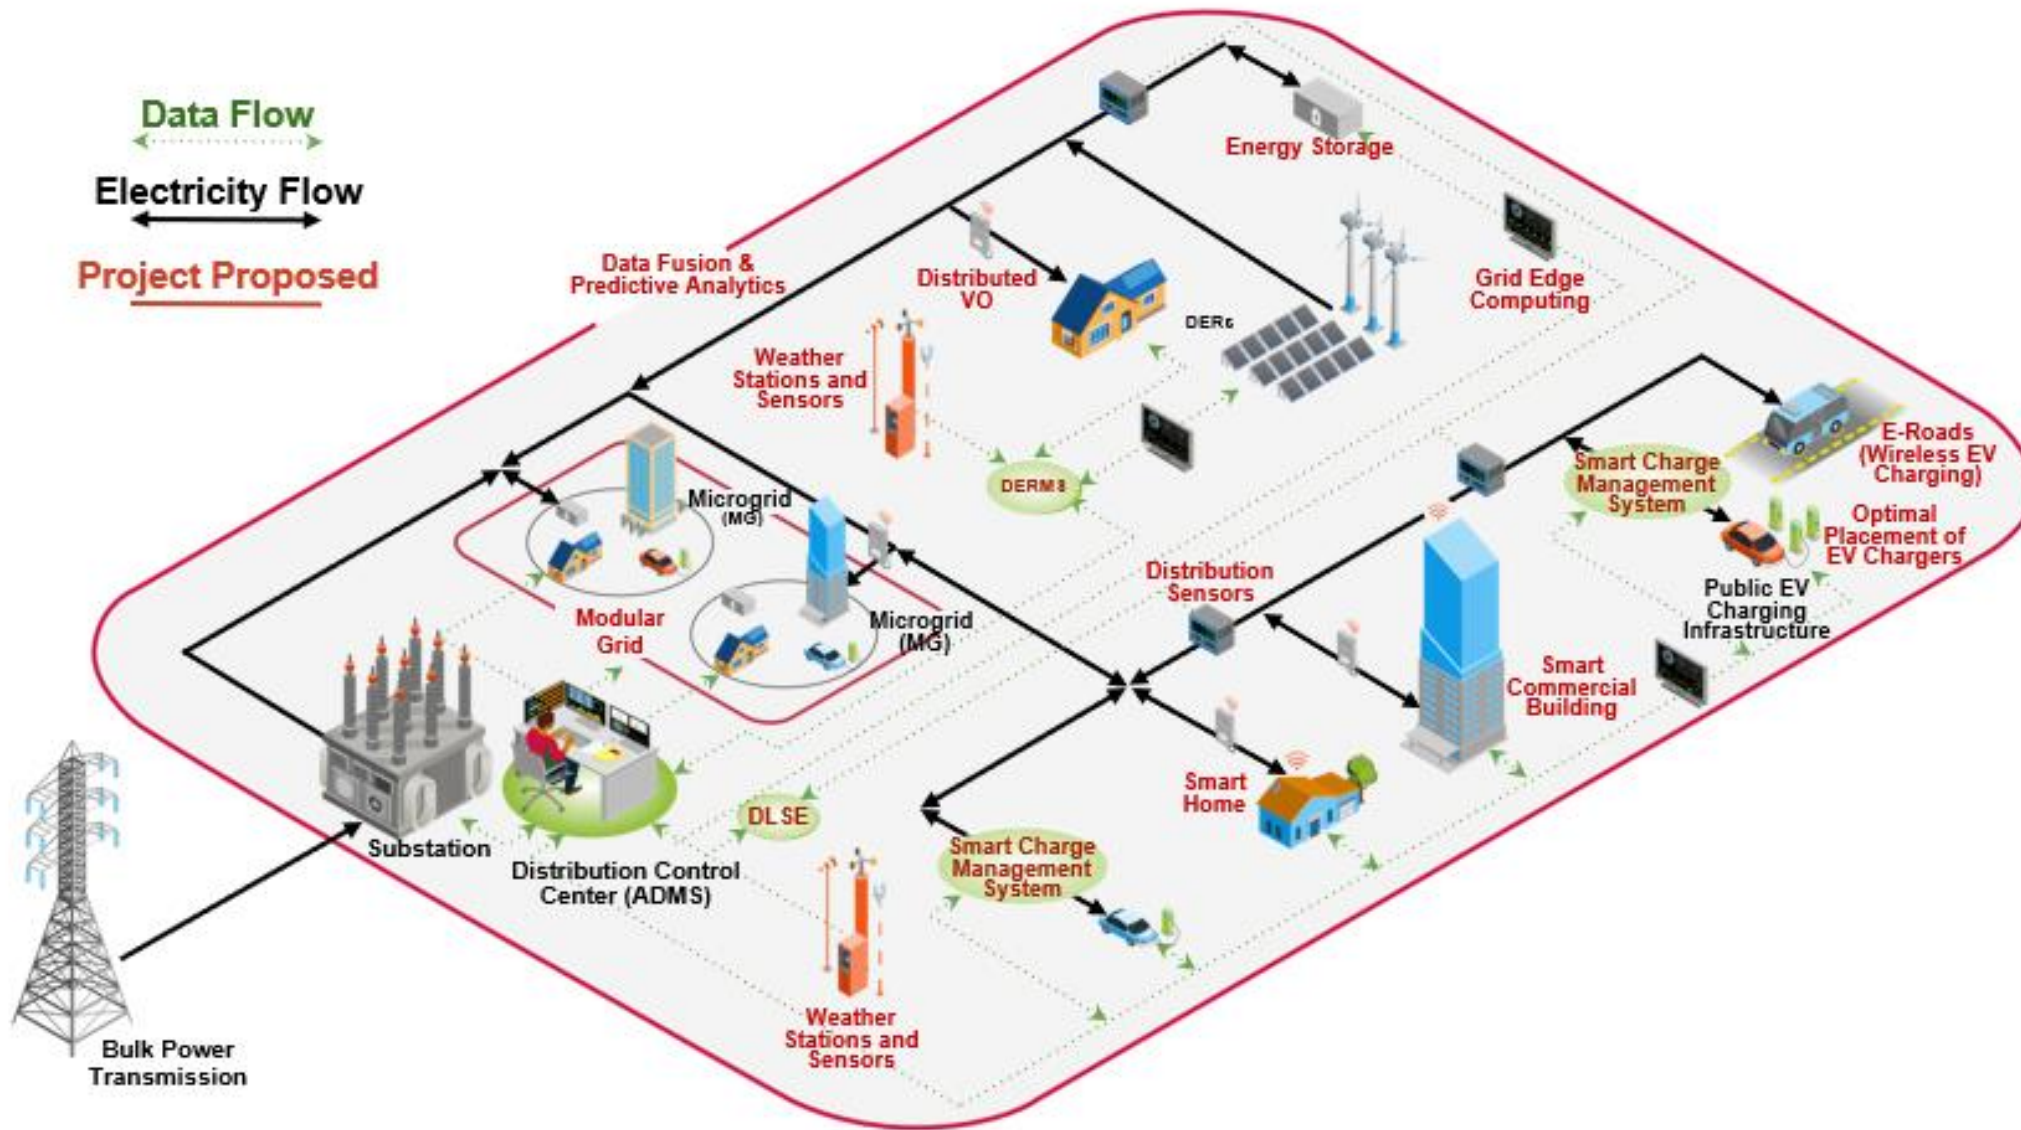 Data Flow
Electricity Flow
Project Proposed
Energy Storage
Data Fusion &
Predictive Analytics
Distributed
VO
Grid Edge
Computing
DERs
Weather
Stations and
Sensors
DERMS
E-Roads
(Wireless EV
Charging)
Smart Charge
Management
System
Optimal
Placement of
EV Chargers
Public EV
Charging
Infrastructure
Microgrid
(MG)
Microgrid
(MG)
Modular
Grid
Distribution
Sensors
Smart
Commercial
Building
Smart
Home
DLSE
Substation
Distribution Control
Center (ADMS)
Smart Charge
Management
System
Weather
Stations and
Sensors
Bulk Power
Transmission